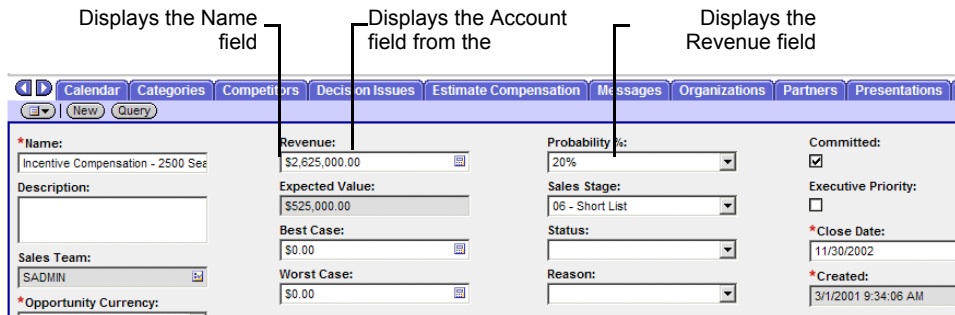 Displays the Name field
Displays the Account field from the
Displays the Revenue field
Calendar Categories Competitors Decision Issues Estimate Compensation Messages Organizations Partners Presentations
New Query
*Name: Revenue: Probability %: Committed:
Incentive Compensation - 2500 Sea $2,625,000.00 20%
Description: Expected Value: Sales Stage: Executive Priority:
$525,000.00 06 - Short List
Best Case: Status: *Close Date:
$0.00 11/30/2002
Sales Team: Worst Case: Reason: *Created:
SADMIN $0.00 3/1/2001 9:34:06 AM
*Opportunity Currency: